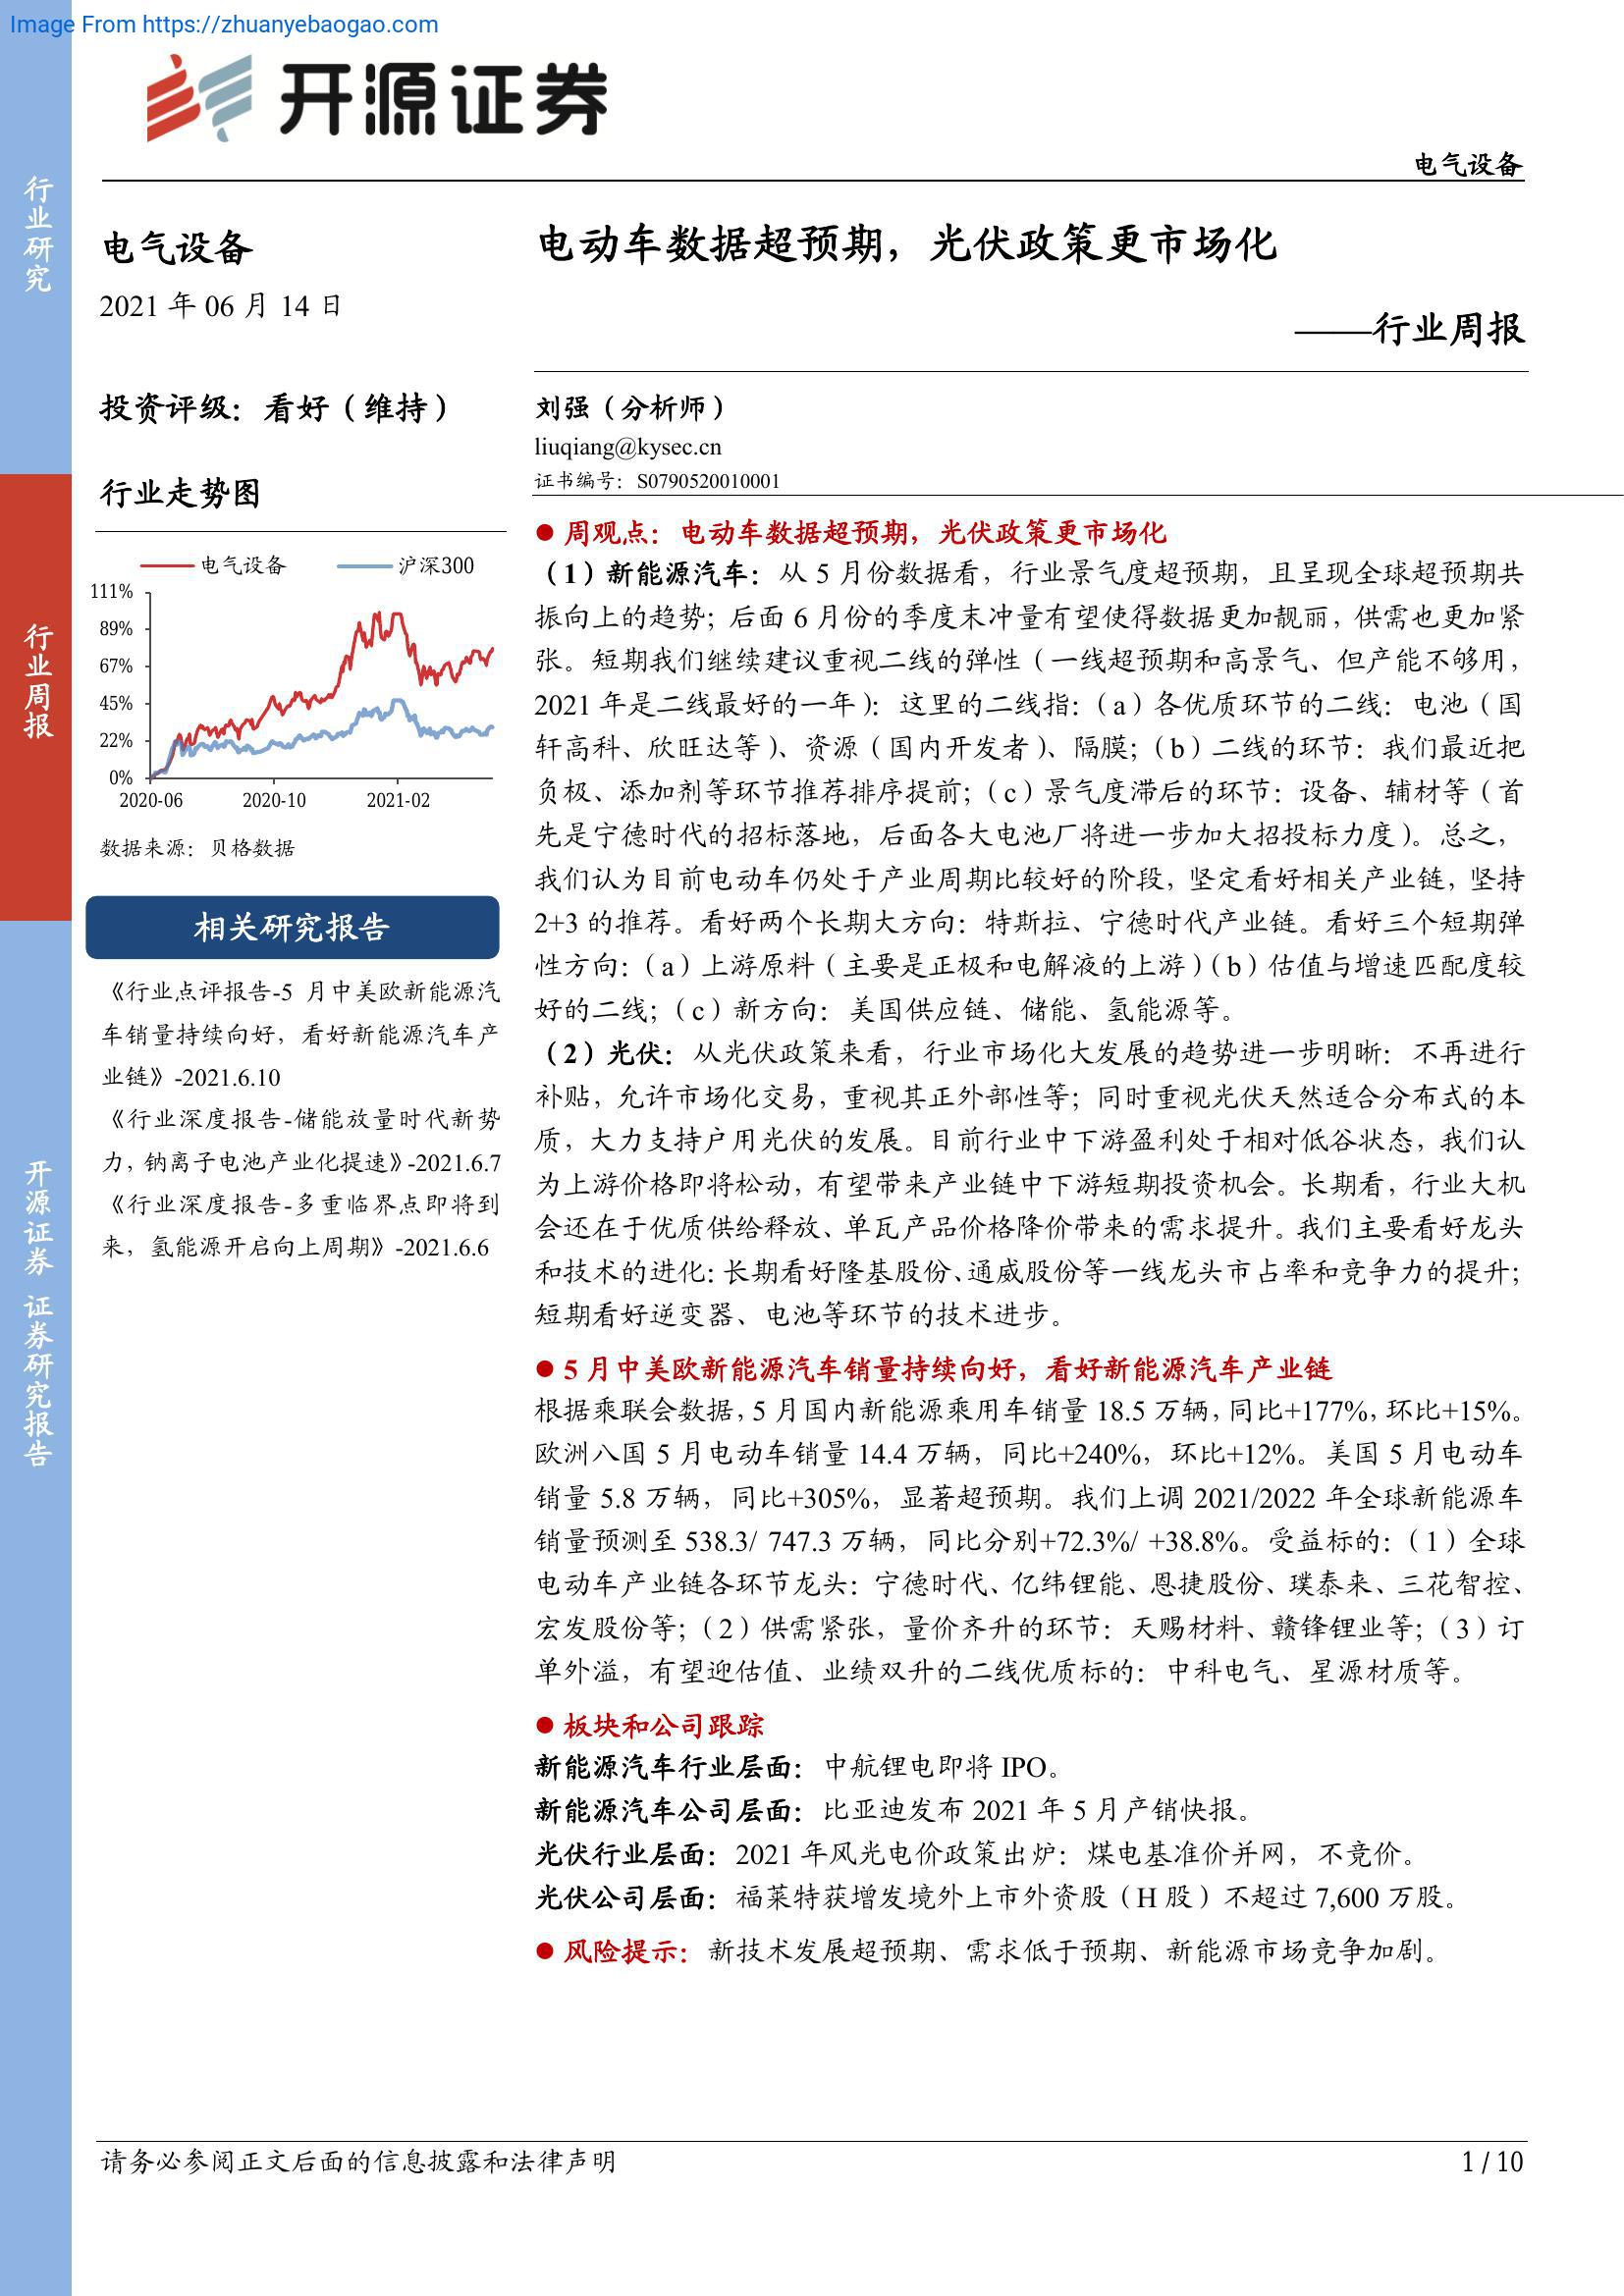 Image From https://zhuanyebaogao.com
开源证券
电气设备
行业研究
行业周报
开源证券 证券研究报告
电气设备
2021 年 06 月 14 日
投资评级：看好（维持）
行业走势图
电气设备 沪深300
111%
89%
67%
45%
22%
0%
2020-06 2020-10 2021-02
数据来源：贝格数据
相关研究报告
《行业点评报告-5 月中美欧新能源汽
车销量持续向好，看好新能源汽车产
业链》-2021.6.10
《行业深度报告-储能放量时代新势
力，钠离子电池产业化提速》-2021.6.7
《行业深度报告-多重临界点即将到
来，氢能源开启向上周期》-2021.6.6
电动车数据超预期，光伏政策更市场化
——行业周报
刘强（分析师）
liuqiang@kysec.cn
证书编号：S0790520010001
● 周观点：电动车数据超预期，光伏政策更市场化
（1）新能源汽车：从 5 月份数据看，行业景气度超预期，且呈现全球超预期共
振向上的趋势；后面 6 月份的季度末冲量有望使得数据更加靓丽，供需也更加紧
张。短期我们继续建议重视二线的弹性（一线超预期和高景气、但产能不够用，
2021 年是二线最好的一年）：这里的二线指：（a）各优质环节的二线：电池（国
轩高科、欣旺达等）、资源（国内开发者）、隔膜；（b）二线的环节：我们最近把
负极、添加剂等环节推荐排序提前；（c）景气度滞后的环节：设备、辅材等（首
先是宁德时代的招标落地，后面各大电池厂将进一步加大招投标力度）。总之，
我们认为目前电动车仍处于产业周期比较好的阶段，坚定看好相关产业链，坚持
2+3 的推荐。看好两个长期大方向：特斯拉、宁德时代产业链。看好三个短期弹
性方向：（a）上游原料（主要是正极和电解液的上游）（b）估值与增速匹配度较
好的二线；（c）新方向：美国供应链、储能、氢能源等。
（2）光伏：从光伏政策来看，行业市场化大发展的趋势进一步明晰：不再进行
补贴，允许市场化交易，重视其正外部性等；同时重视光伏天然适合分布式的本
质，大力支持户用光伏的发展。目前行业中下游盈利处于相对低谷状态，我们认
为上游价格即将松动，有望带来产业链中下游短期投资机会。长期看，行业大机
会还在于优质供给释放、单瓦产品价格降价带来的需求提升。我们主要看好龙头
和技术的进化：长期看好隆基股份、通威股份等一线龙头市占率和竞争力的提升；
短期看好逆变器、电池等环节的技术进步。
● 5 月中美欧新能源汽车销量持续向好，看好新能源汽车产业链
根据乘联会数据，5 月国内新能源乘用车销量 18.5 万辆，同比+177%，环比+15%。
欧洲八国 5 月电动车销量 14.4 万辆，同比+240%，环比+12%。美国 5 月电动车
销量 5.8 万辆，同比+305%，显著超预期。我们上调 2021/2022 年全球新能源车
销量预测至 538.3/ 747.3 万辆，同比分别+72.3%/ +38.8%。受益标的：（1）全球
电动车产业链各环节龙头：宁德时代、亿纬锂能、恩捷股份、璞泰来、三花智控、
宏发股份等；（2）供需紧张，量价齐升的环节：天赐材料、赣锋锂业等；（3）订
单外溢，有望迎估值、业绩双升的二线优质标的：中科电气、星源材质等。
● 板块和公司跟踪
新能源汽车行业层面：中航锂电即将 IPO。
新能源汽车公司层面：比亚迪发布 2021 年 5 月产销快报。
光伏行业层面：2021 年风光电价政策出炉：煤电基准价并网，不竞价。
光伏公司层面：福莱特获增发境外上市外资股（H 股）不超过 7,600 万股。
● 风险提示：新技术发展超预期、需求低于预期、新能源市场竞争加剧。
请务必参阅正文后面的信息披露和法律声明
1 / 10